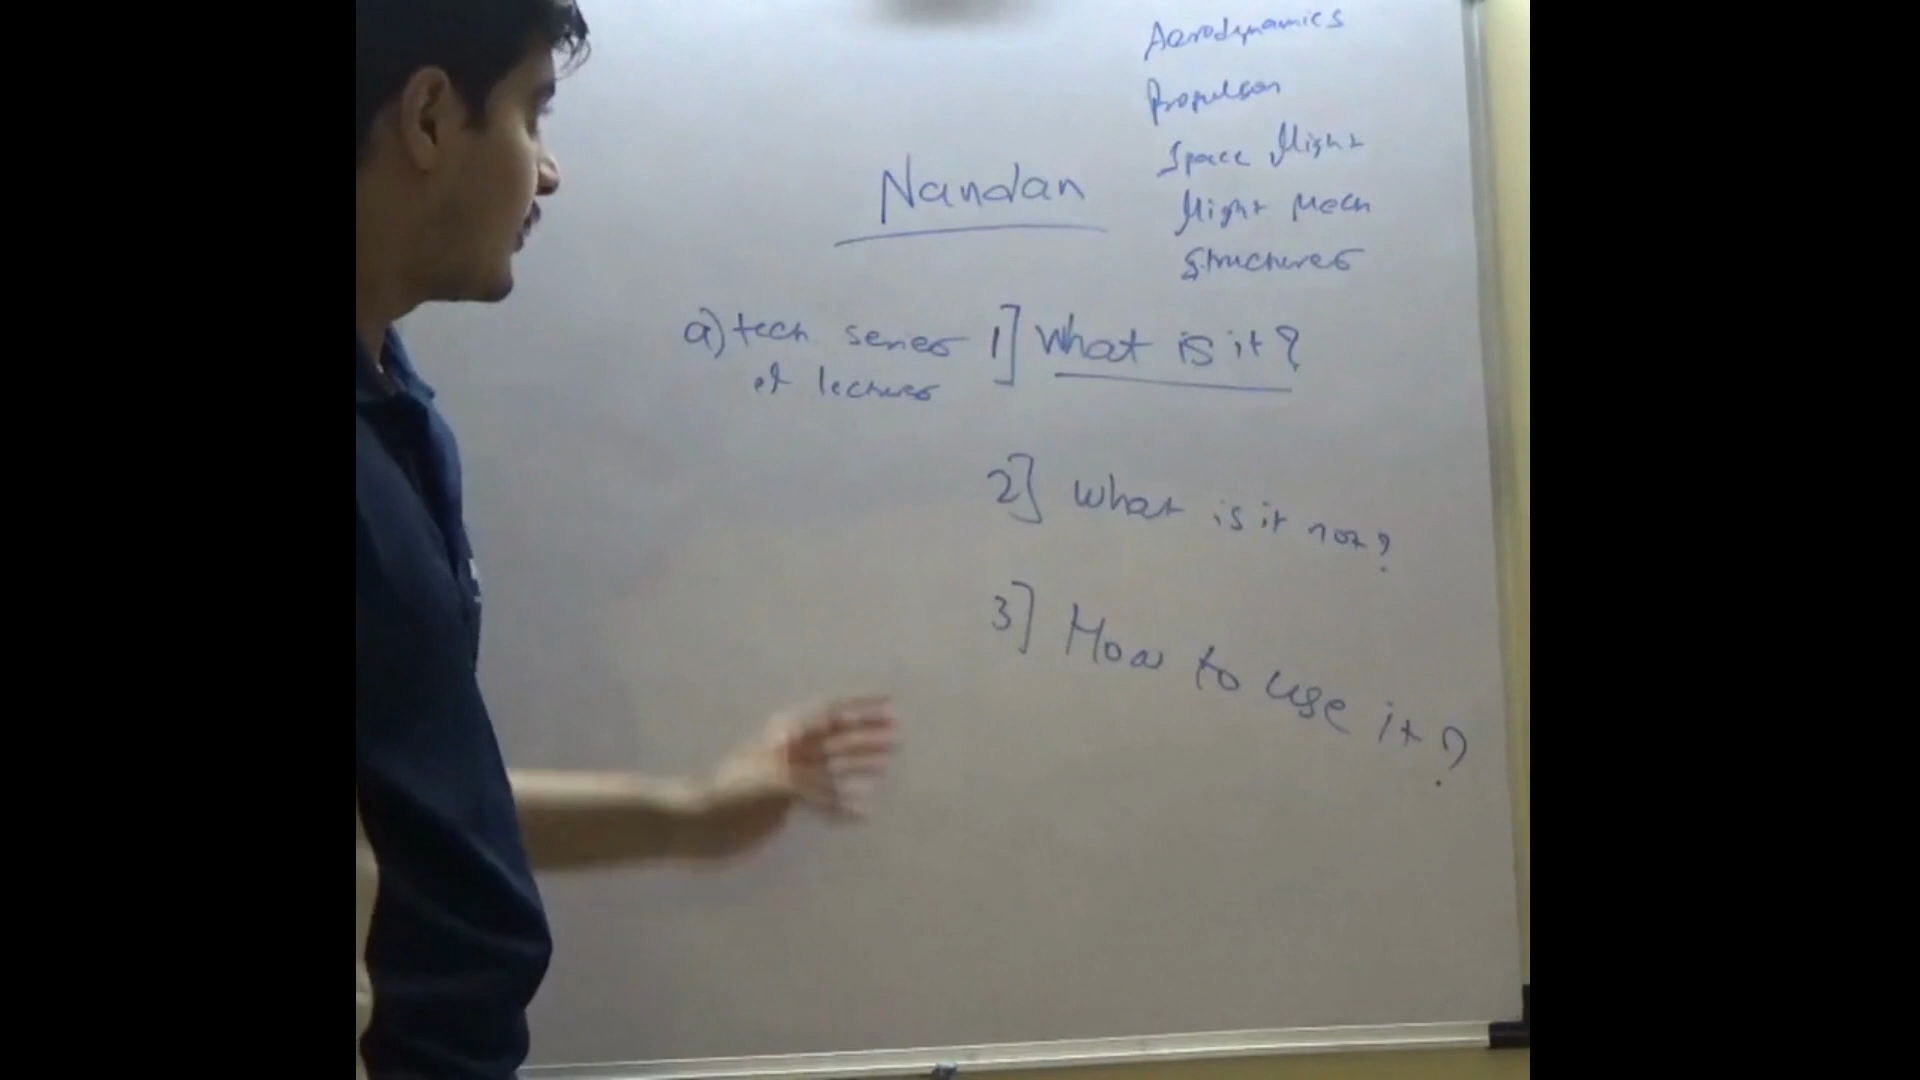 Aerodynamics
Propulson
Space flight
Nandan
flight Mech
Structures
a) tech series
of lectures
1] What is it?
2] What is it not?
3] How to use it?